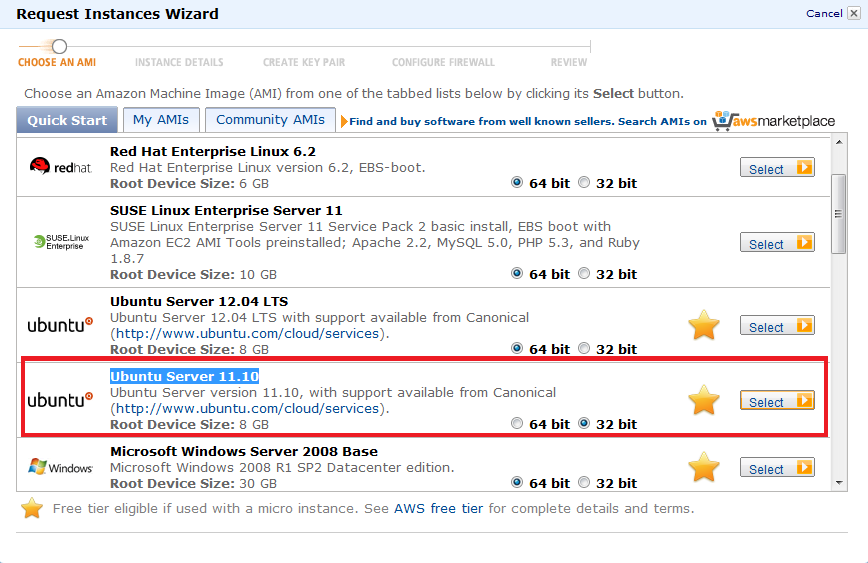 Request Instances Wizard
Cancel
CHOOSE AN AMI INSTANCE DETAILS CREATE KEY PAIR CONFIGURE FIREWALL REVIEW
Choose an Amazon Machine Image (AMI) from one of the tabbed lists below by clicking its Select button.
Quick Start My AMIs Community AMIs Find and buy software from well known sellers. Search AMIs on awsmarketplace
Red Hat Enterprise Linux 6.2
redhat Red Hat Enterprise Linux version 6.2, EBS-boot. Select
Root Device Size: 6 GB 64 bit 32 bit
SUSE Linux Enterprise Server 11
SUSE Linux Enterprise Server 11 Service Pack 2 basic install, EBS boot with
SUSE.Linux
Enterprise
Amazon EC2 AMI Tools preinstalled; Apache 2.2, MySQL 5.0, PHP 5.3, and Ruby Select
1.8.7
Root Device Size: 10 GB 64 bit 32 bit
Ubuntu Server 12.04 LTS
ubuntu Ubuntu Server 12.04 LTS with support available from Canonical Select
(http://www.ubuntu.com/cloud/services).
Root Device Size: 8 GB 64 bit 32 bit
Ubuntu Server 11.10
ubuntu Ubuntu Server version 11.10, with support available from Canonical Select
(http://www.ubuntu.com/cloud/services).
Root Device Size: 8 GB 64 bit 32 bit
Microsoft Windows Server 2008 Base
Windows Microsoft Windows 2008 R1 SP2 Datacenter edition. Select
Root Device Size: 30 GB 64 bit 32 bit
Free tier eligible if used with a micro instance. See AWS free tier for complete details and terms.